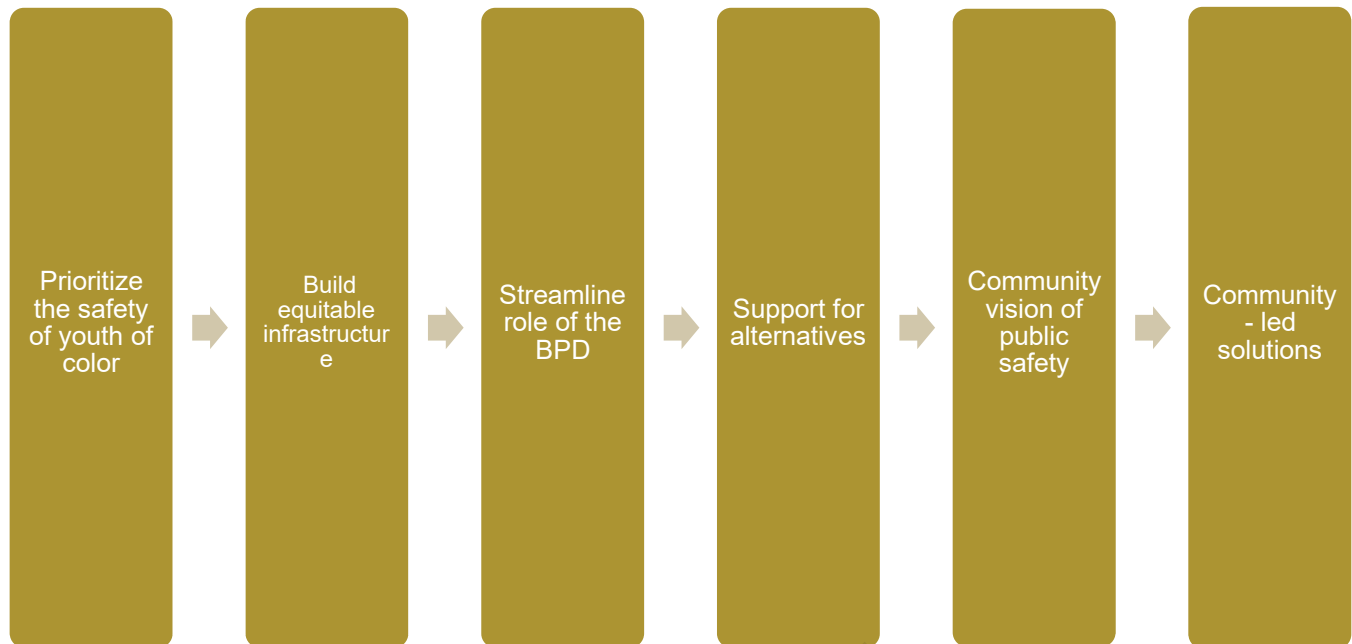 Prioritize
the safety
of youth of
color
Build
equitable
infrastructur
e
Streamline
role of the
BPD
Support for
alternatives
Community
vision of
public
safety
Community
- led
solutions